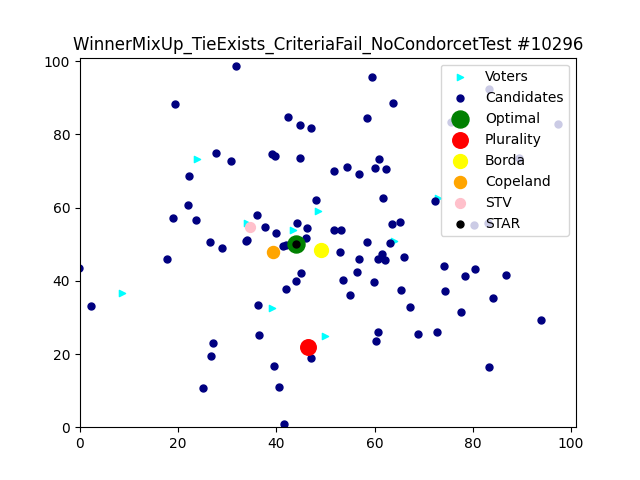 WinnerMixUp_TieExists_CriteriaFail_NoCondorcetTest #10296
100
80
60
40
20
0
0 20 40 60 80 100
Voters
Candidates
Optimal
Plurality
Borda
Copeland
STV
STAR